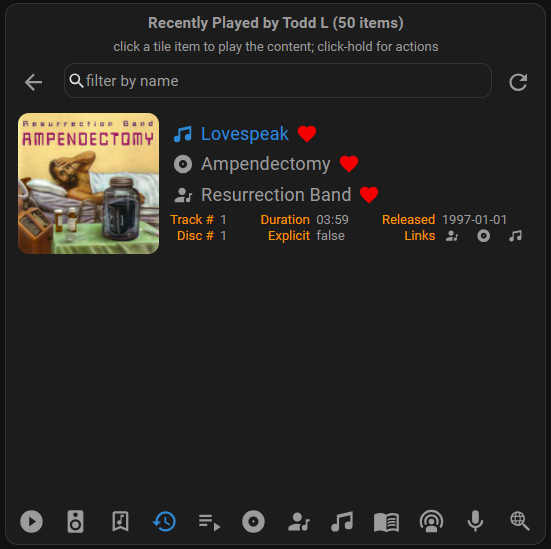 Recently Played by Todd L (50 items)
click a tile item to play the content; click-hold for actions
filter by name
Resurrection Band
AMPENDECTOMY
Lovespeak
Ampendectomy
Resurrection Band
Track # 1 Duration 03:59 Released 1997-01-01
Disc # 1 Explicit false Links